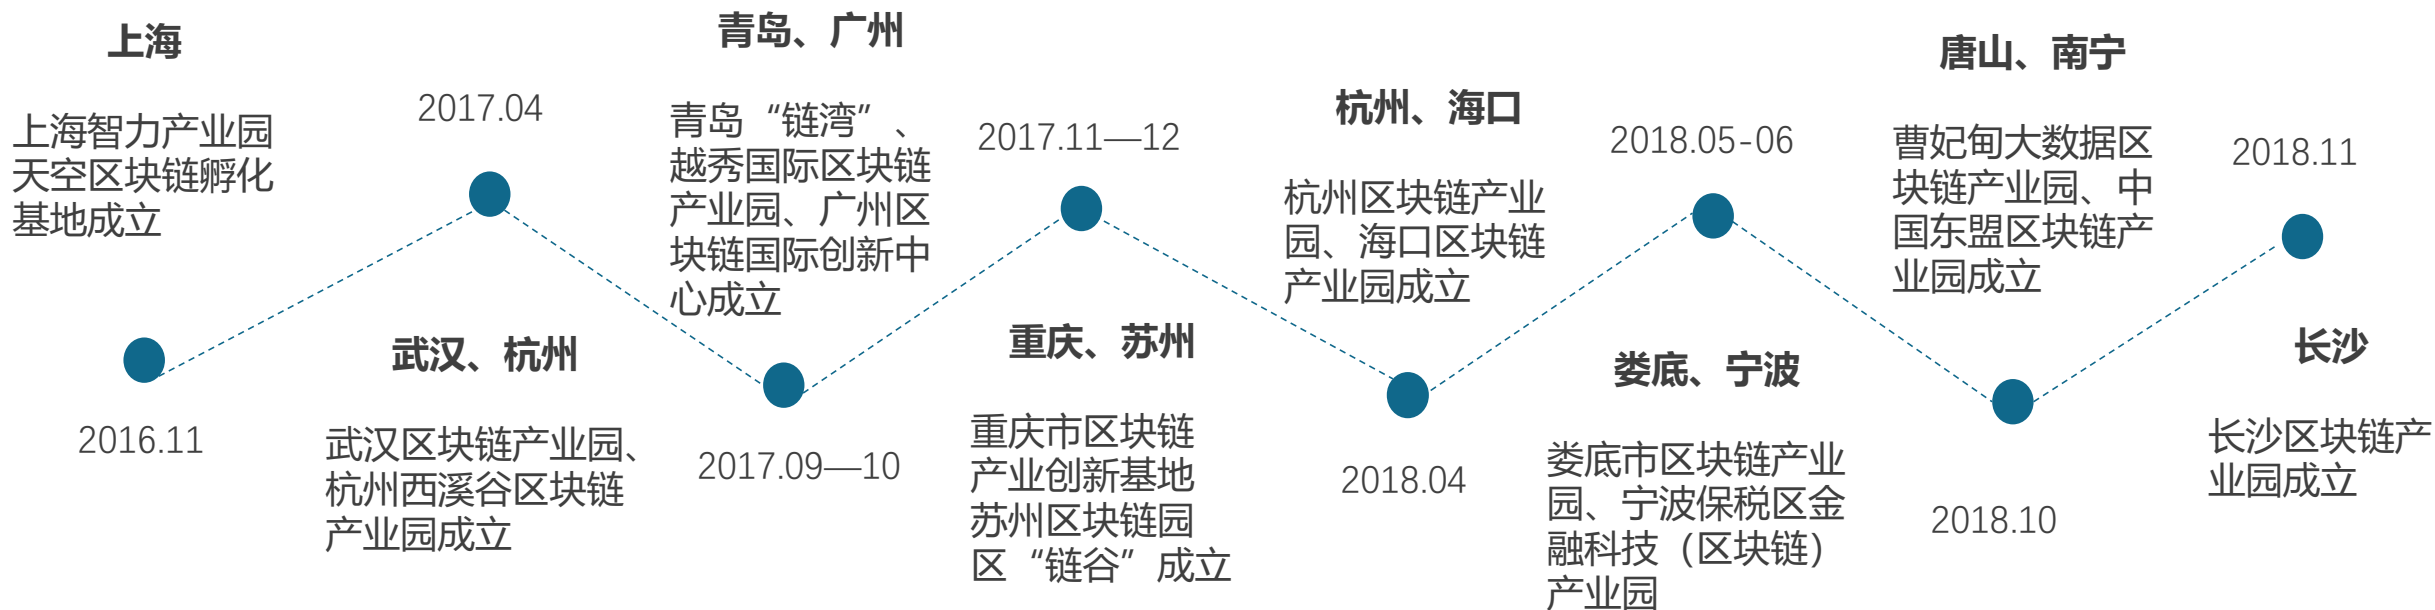 上海
上海智力产业园
天空区块链孵化
基地成立
2016.11
2017.04
武汉、杭州
武汉区块链产业园、
杭州西溪谷区块链
产业园成立
青岛、广州
青岛“链湾”、
越秀国际区块链
产业园、广州区
块链国际创新中
心成立
2017.09—10
2017.11—12
重庆、苏州
重庆市区块链
产业创新基地
苏州区块链园
区“链谷”成立
杭州、海口
杭州区块链产业
园、海口区块链
产业园成立
2018.04
2018.05-06
娄底、宁波
娄底市区块链产业
园、宁波保税区金
融科技（区块链）
产业园
唐山、南宁
曹妃甸大数据区
块链产业园、中
国东盟区块链产
业园成立
2018.10
2018.11
长沙
长沙区块链产
业园成立